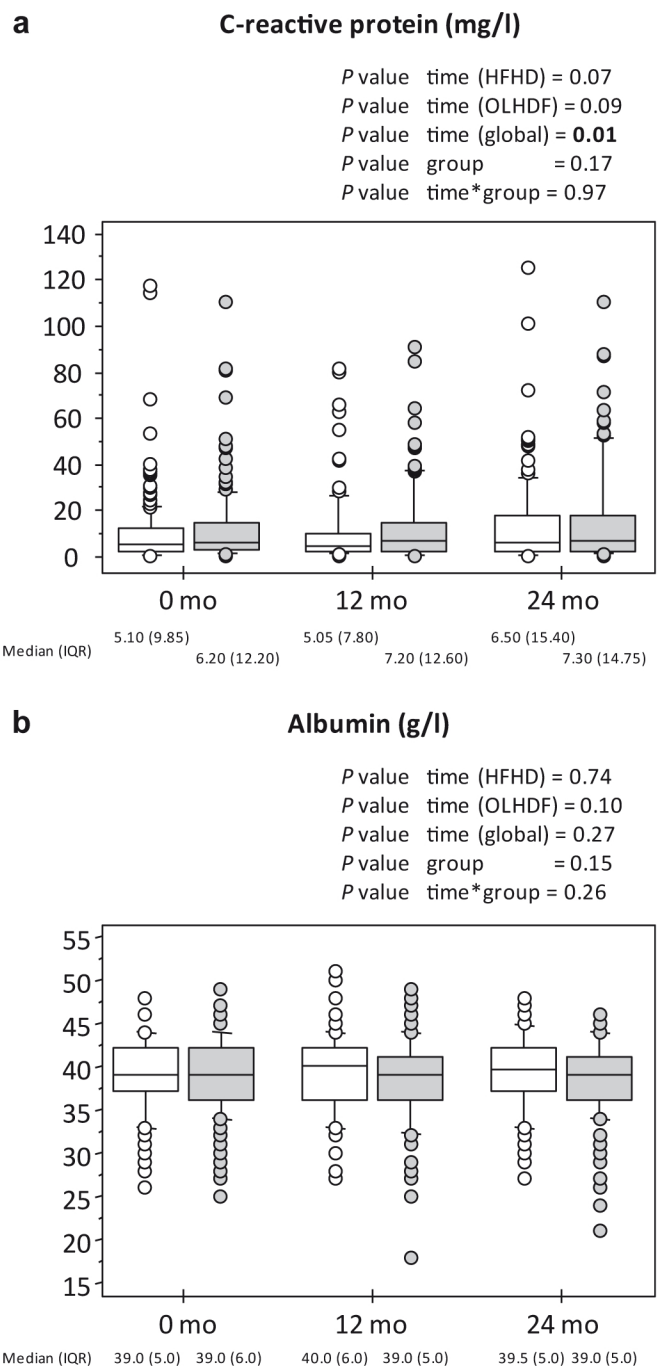 a
C-reactive protein (mg/l)
P value time (HFHD) = 0.07
P value time (OLHDF) = 0.09
P value time (global) = 0.01
P value group = 0.17
P value time*group = 0.97
140
120
100
80
60
40
20
0
0 mo 12 mo 24 mo
Median (IQR) 5.10 (9.85) 5.05 (7.80) 6.50 (15.40)
6.20 (12.20) 7.20 (12.60) 7.30 (14.75)
b
Albumin (g/l)
P value time (HFHD) = 0.74
P value time (OLHDF) = 0.10
P value time (global) = 0.27
P value group = 0.15
P value time*group = 0.26
55
50
45
40
35
30
25
20
15
0 mo 12 mo 24 mo
Median (IQR) 39.0 (5.0) 39.0 (6.0) 40.0 (6.0) 39.0 (5.0) 39.5 (5.0) 39.0 (5.0)